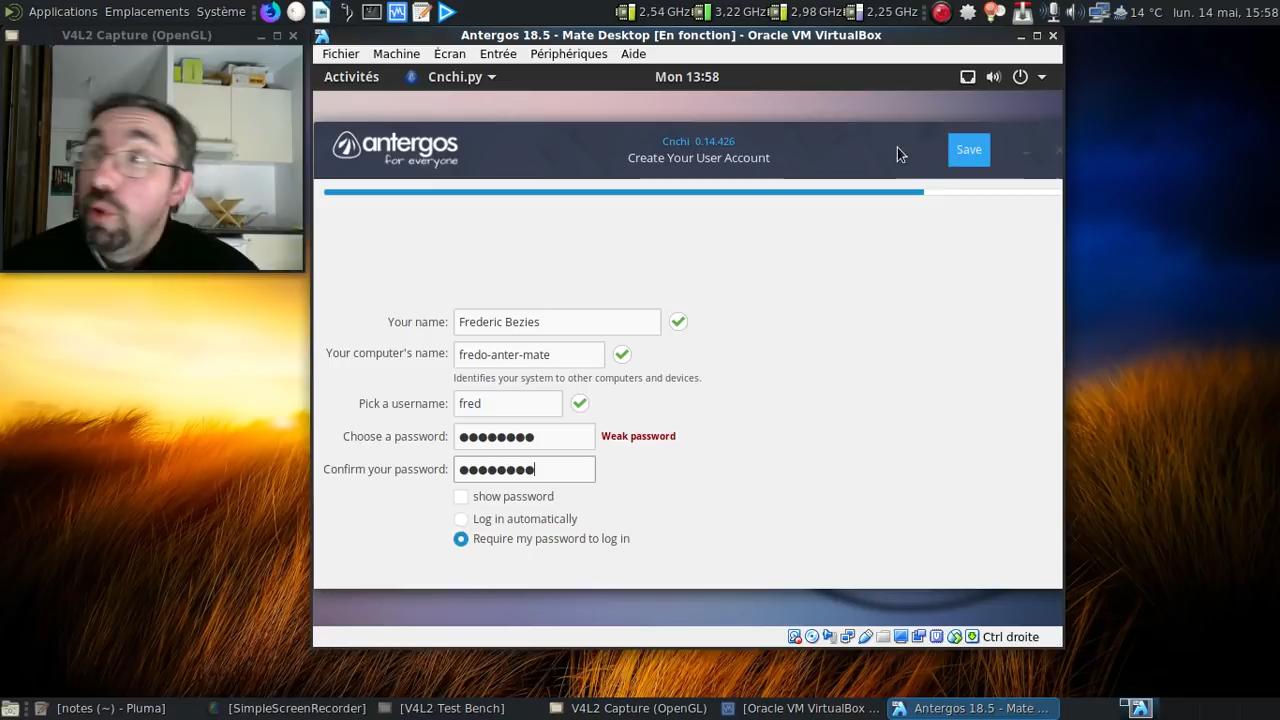 Applications Emplacements Système
2,54 GHz 3,22 GHz 2,98 GHz 2,25 GHz 14 °C lun. 14 mai, 15:58
V4L2 Capture (OpenGL)
Antergos 18.5 - Mate Desktop [En fonction] - Oracle VM VirtualBox
Fichier Machine Écran Entrée Périphériques Aide
Activités Cnchi.py Mon 13:58
antergos
for everyone
Cnchi 0.14.426
Create Your User Account
Save
Your name: Frederic Bezies
Your computer's name: fredo-anter-mate
Identifies your system to other computers and devices.
Pick a username: fred
Choose a password: ●●●●●●●● Weak password
Confirm your password: ●●●●●●●●
show password
Log in automatically
Require my password to log in
Ctrl droite
[notes (~) - Pluma] [SimpleScreenRecorder] [V4L2 Test Bench] V4L2 Capture (OpenGL) [Oracle VM VirtualBox ... Antergos 18.5 - Mate ...